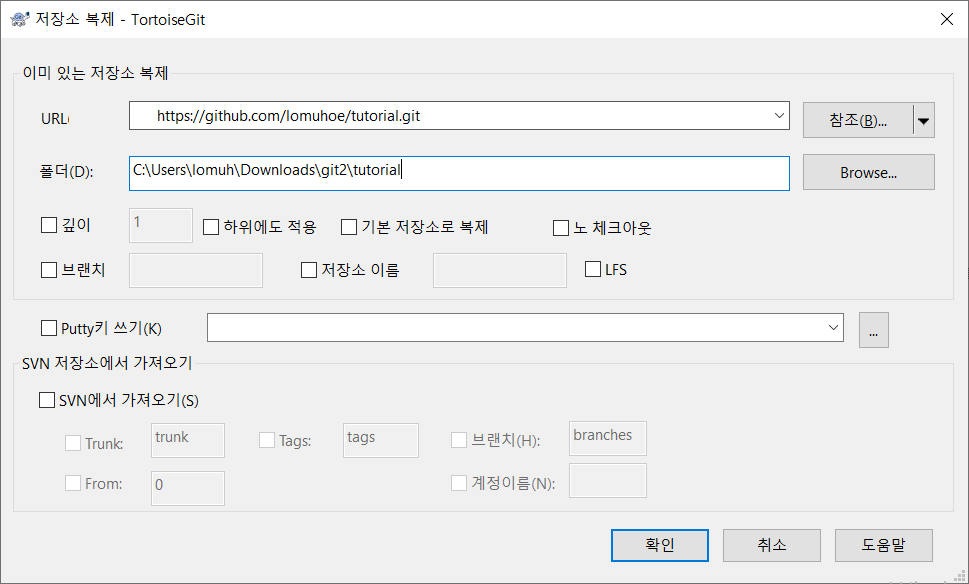 저장소 복제 - TortoiseGit
이미 있는 저장소 복제
URL
https://github.com/lomuhoe/tutorial.git
참조(B)...
폴더(D):
C:\Users\lomuh\Downloads\git2\tutorial
Browse...
깊이 1 하위에도 적용 기본 저장소로 복제 노 체크아웃
브랜치 저장소 이름 LFS
Putty키 쓰기(K) ...
SVN 저장소에서 가져오기
SVN에서 가져오기(S)
Trunk: trunk Tags: tags 브랜치(H): branches
From: 0 계정이름(N):
확인 취소 도움말